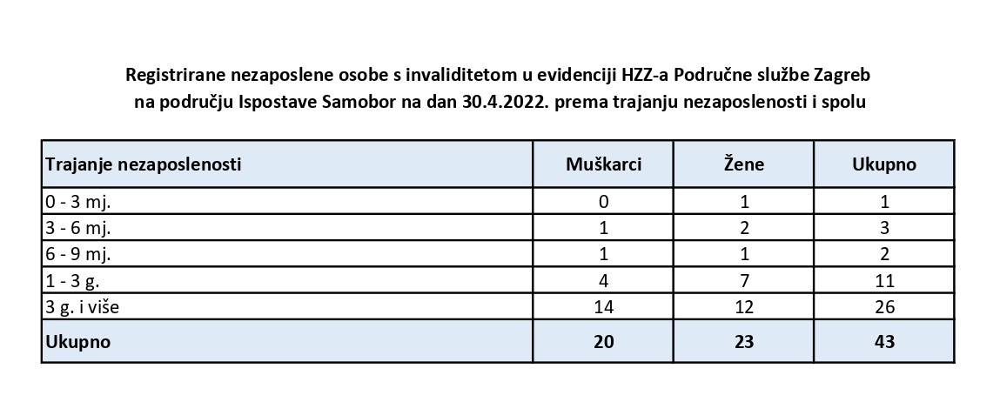 Registrirane nezaposlene osobe s invaliditetom u evidenciji HZZ-a Područne službe Zagreb
na području Ispostave Samobor na dan 30.4.2022. prema trajanju nezaposlenosti i spolu
Trajanje nezaposlenosti Muškarci Žene Ukupno
0 - 3 mj. 0 1 1
3 - 6 mj. 1 2 3
6 - 9 mj. 1 1 2
1 - 3 g. 4 7 11
3 g. i više 14 12 26
Ukupno 20 23 43